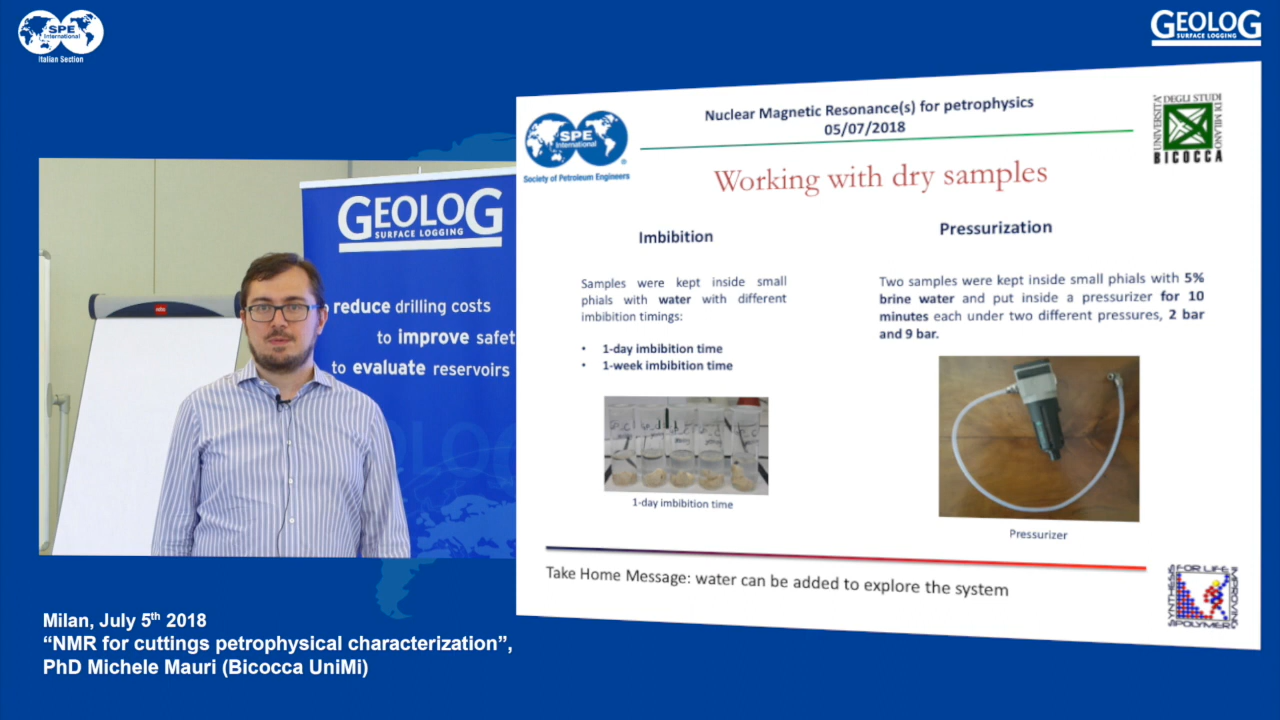 SPE
International
Italian Section
GEOLOG
SURFACE LOGGING
GEOLOG
SURFACE LOGGING
reduce drilling costs
to improve safet
to evaluate reservoirs
SPE
International
Society of Petroleum Engineers
Nuclear Magnetic Resonance(s) for petrophysics
05/07/2018
UNIVERSITA' DEGLI STUDI DI MILANO
BICOCCA
Working with dry samples
Imbibition
Samples were kept inside small
phials with water with different
imbibition timings:
• 1-day imbibition time
• 1-week imbibition time
1-day imbibition time
Pressurization
Two samples were kept inside small phials with 5%
brine water and put inside a pressurizer for 10
minutes each under two different pressures, 2 bar
and 9 bar.
Pressurizer
Take Home Message: water can be added to explore the system
FOR LIFE
IMPROVING
POLYMER
SYNTHESIS
Milan, July 5th 2018
“NMR for cuttings petrophysical characterization”,
PhD Michele Mauri (Bicocca UniMi)